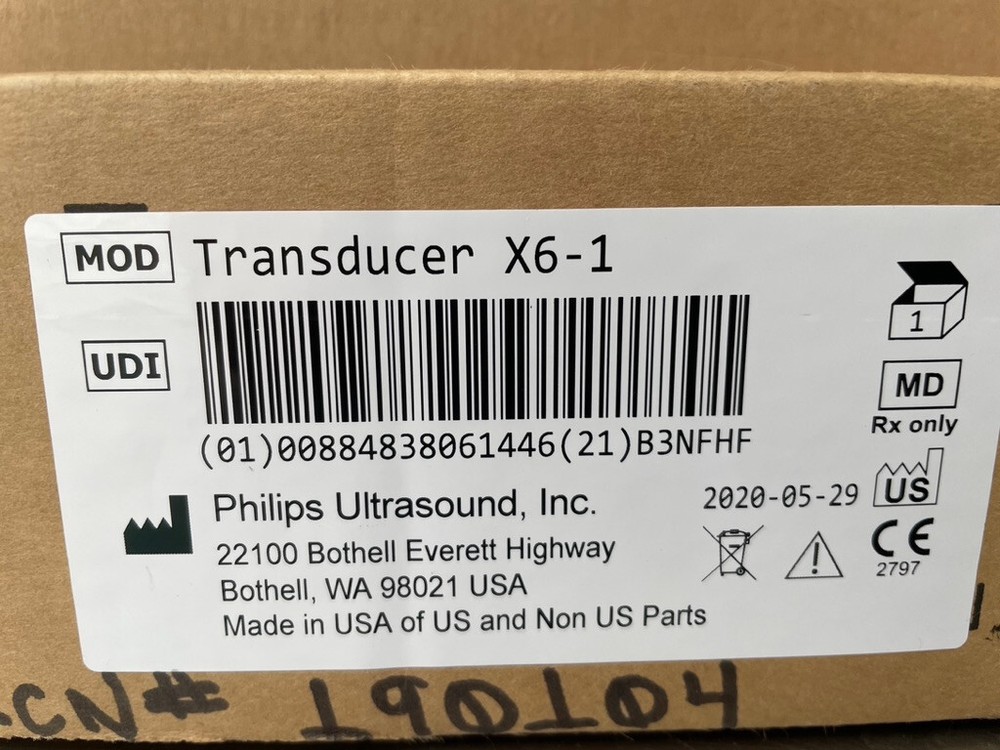 MOD Transducer X6-1
1
UDI
(01)00884838061446(21)B3NFHF
MD
Rx only
Philips Ultrasound, Inc.
2020-05-29 US
22100 Bothell Everett Highway
Bothell, WA 98021 USA
Made in USA of US and Non US Parts
CE
2797
CN# 190104